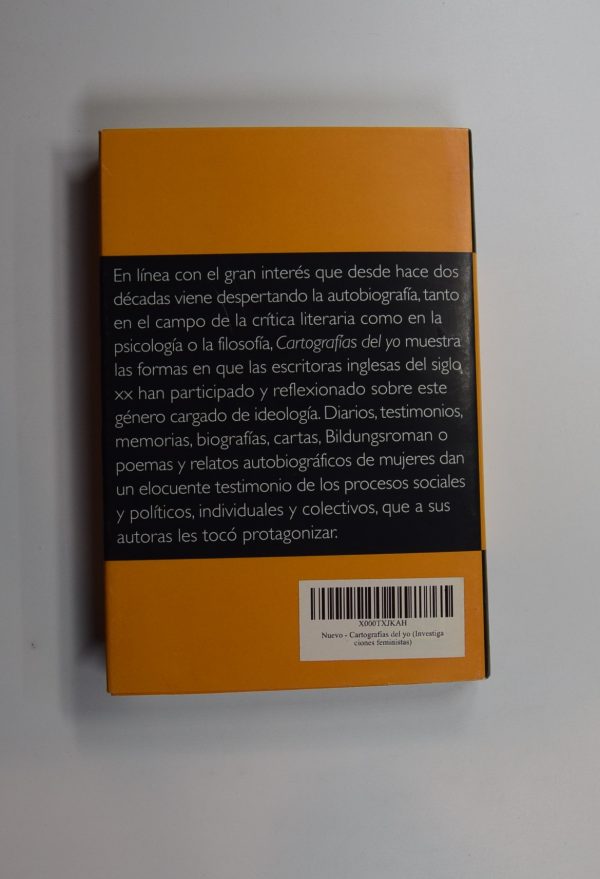 En línea con el gran interés que desde hace dos
décadas viene despertando la autobiografía, tanto
en el campo de la crítica literaria como en la
psicología o la filosofía, Cartografías del yo muestra
las formas en que las escritoras inglesas del siglo
xx han participado y reflexionado sobre este
género cargado de ideología. Diarios, testimonios,
memorias, biografías, cartas, Bildungsroman o
poemas y relatos autobiográficos de mujeres dan
un elocuente testimonio de los procesos sociales
y políticos, individuales y colectivos, que a sus
autoras les tocó protagonizar.
X000TXJKAH
Nuevo - Cartografías del yo (Investiga
ciones feministas)